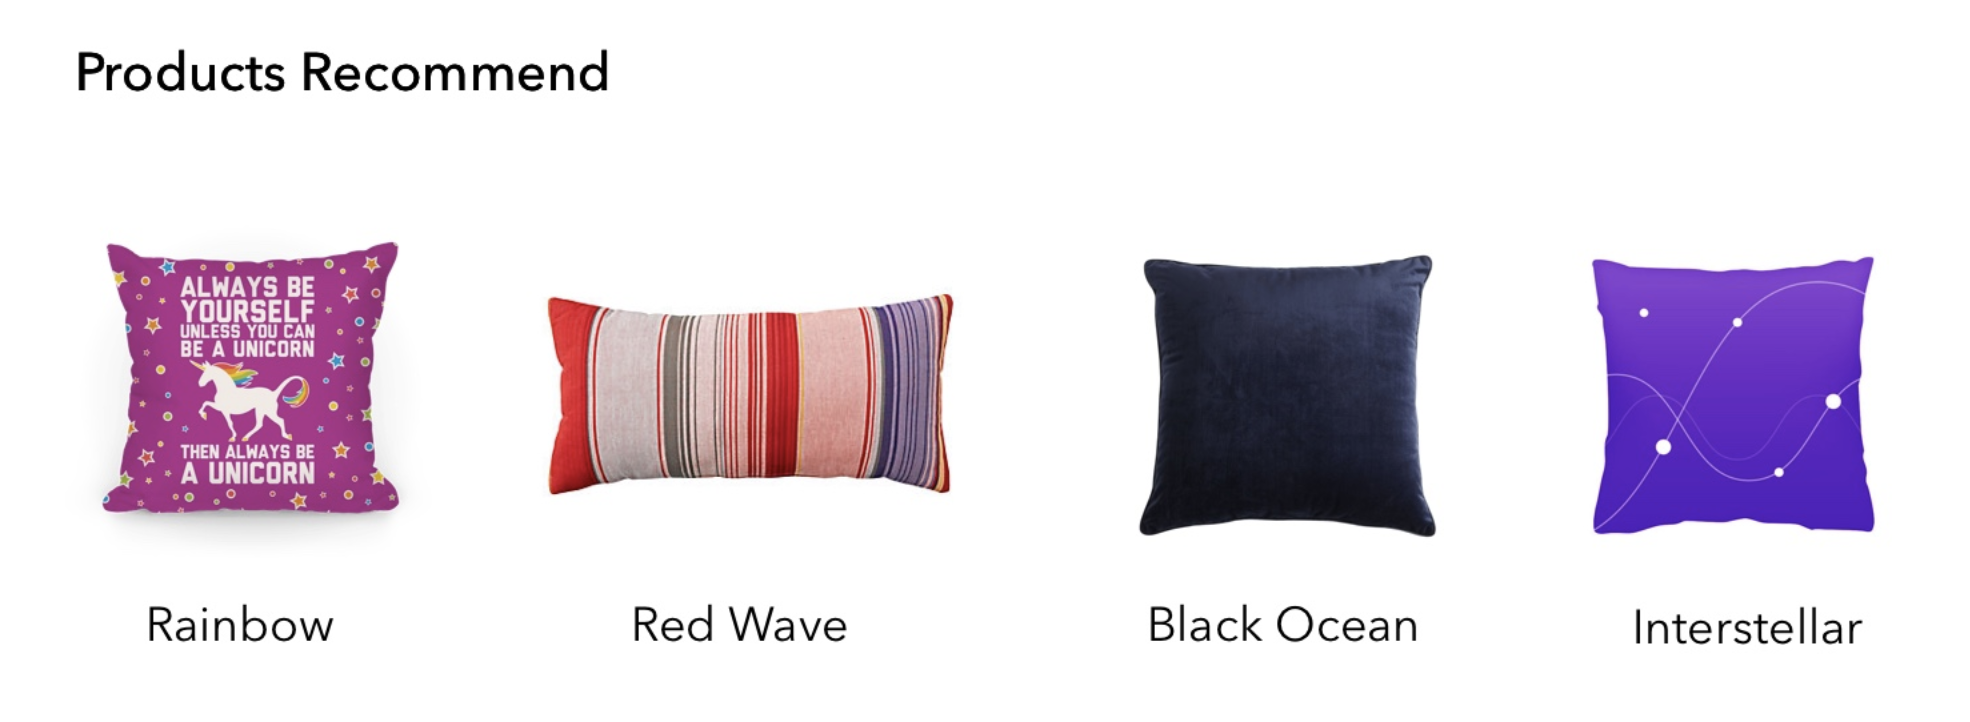 Products Recommend
ALWAYS BE
YOURSELF
UNLESS YOU CAN
BE A UNICORN
THEN ALWAYS BE
A UNICORN
Rainbow
Red Wave
Black Ocean
Interstellar